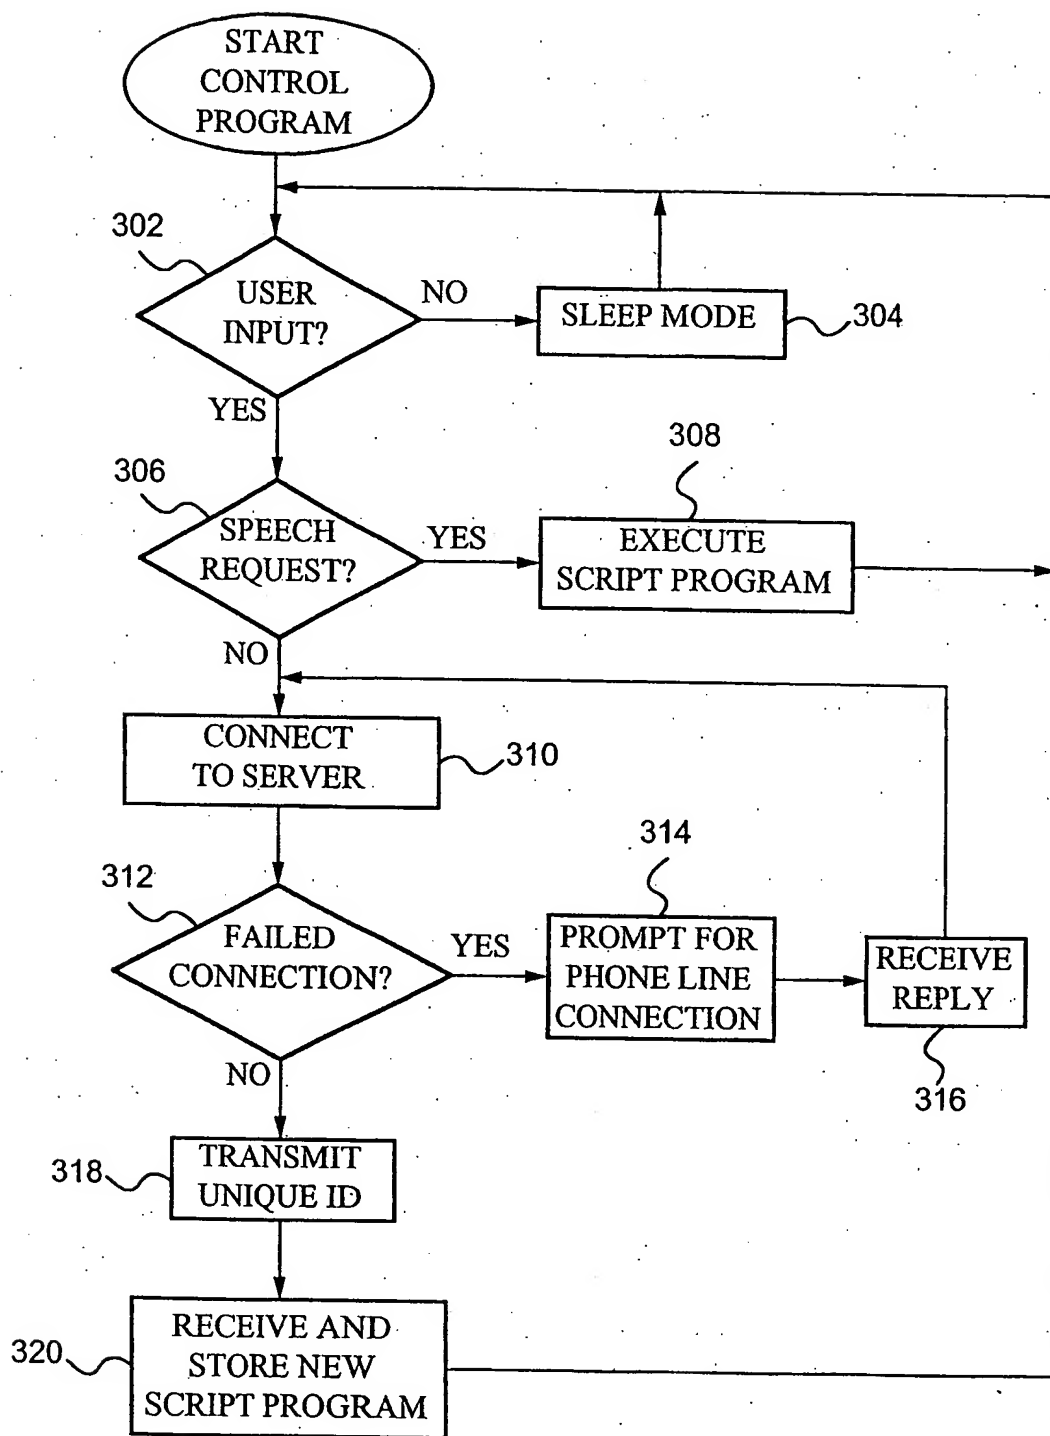 START
CONTROL
PROGRAM
302
USER
INPUT?
NO
SLEEP MODE
304
YES
306
SPEECH
REQUEST?
YES
308
EXECUTE
SCRIPT PROGRAM
NO
CONNECT
TO SERVER
310
312
FAILED
CONNECTION?
YES
314
PROMPT FOR
PHONE LINE
CONNECTION
RECEIVE
REPLY
316
NO
318
TRANSMIT
UNIQUE ID
320
RECEIVE AND
STORE NEW
SCRIPT PROGRAM